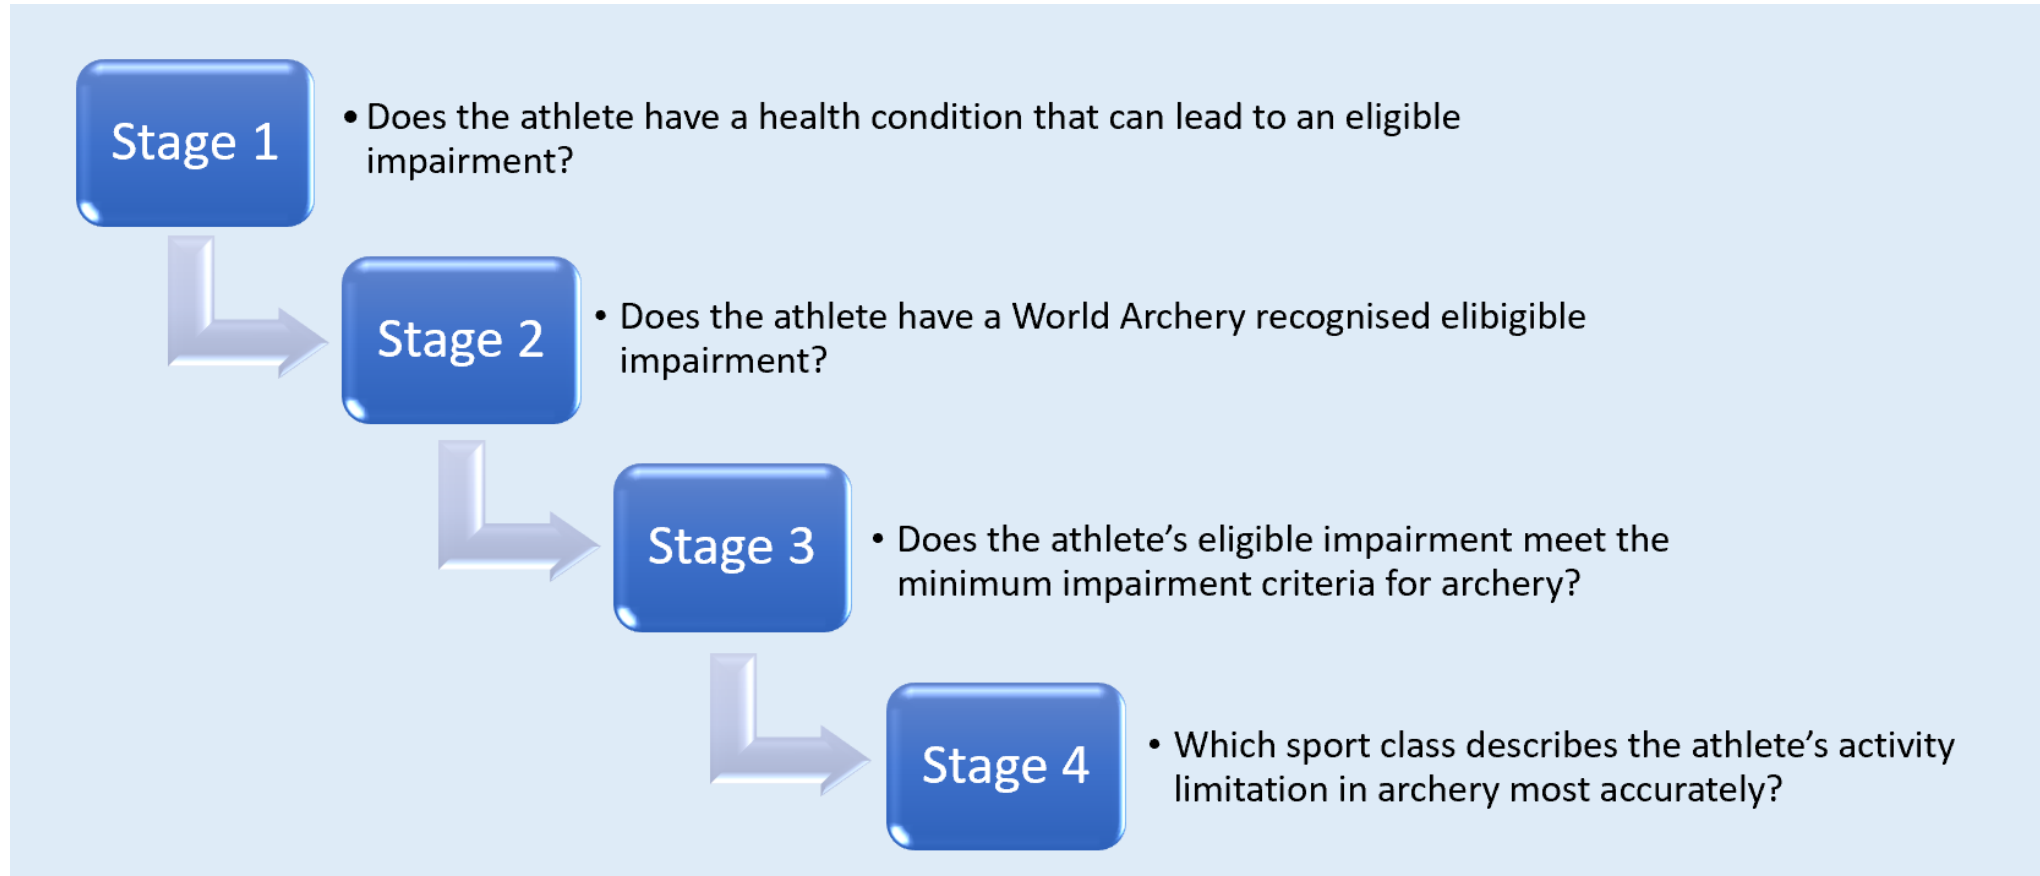 Stage 1
• Does the athlete have a health condition that can lead to an eligible
impairment?
Stage 2
• Does the athlete have a World Archery recognised elibigible
impairment?
Stage 3
• Does the athlete’s eligible impairment meet the
minimum impairment criteria for archery?
Stage 4
• Which sport class describes the athlete’s activity
limitation in archery most accurately?